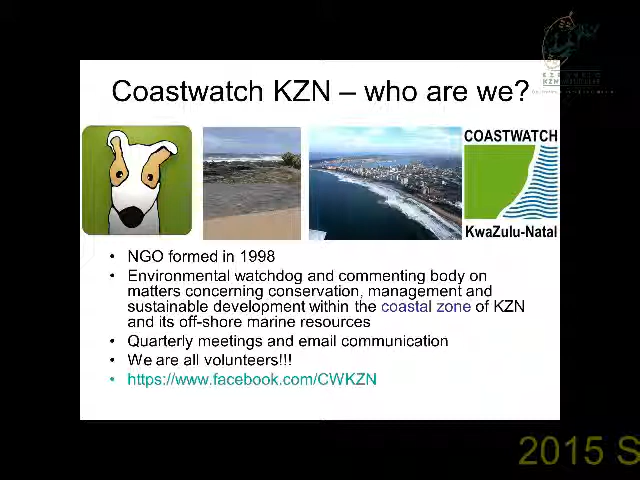 Coastwatch KZN – who are we?
COASTWATCH
KwaZulu-Natal
• NGO formed in 1998
• Environmental watchdog and commenting body on
matters concerning conservation, management and
sustainable development within the coastal zone of KZN
and its off-shore marine resources
• Quarterly meetings and email communication
• We are all volunteers!!!
• https://www.facebook.com/CWKZN
2015 S